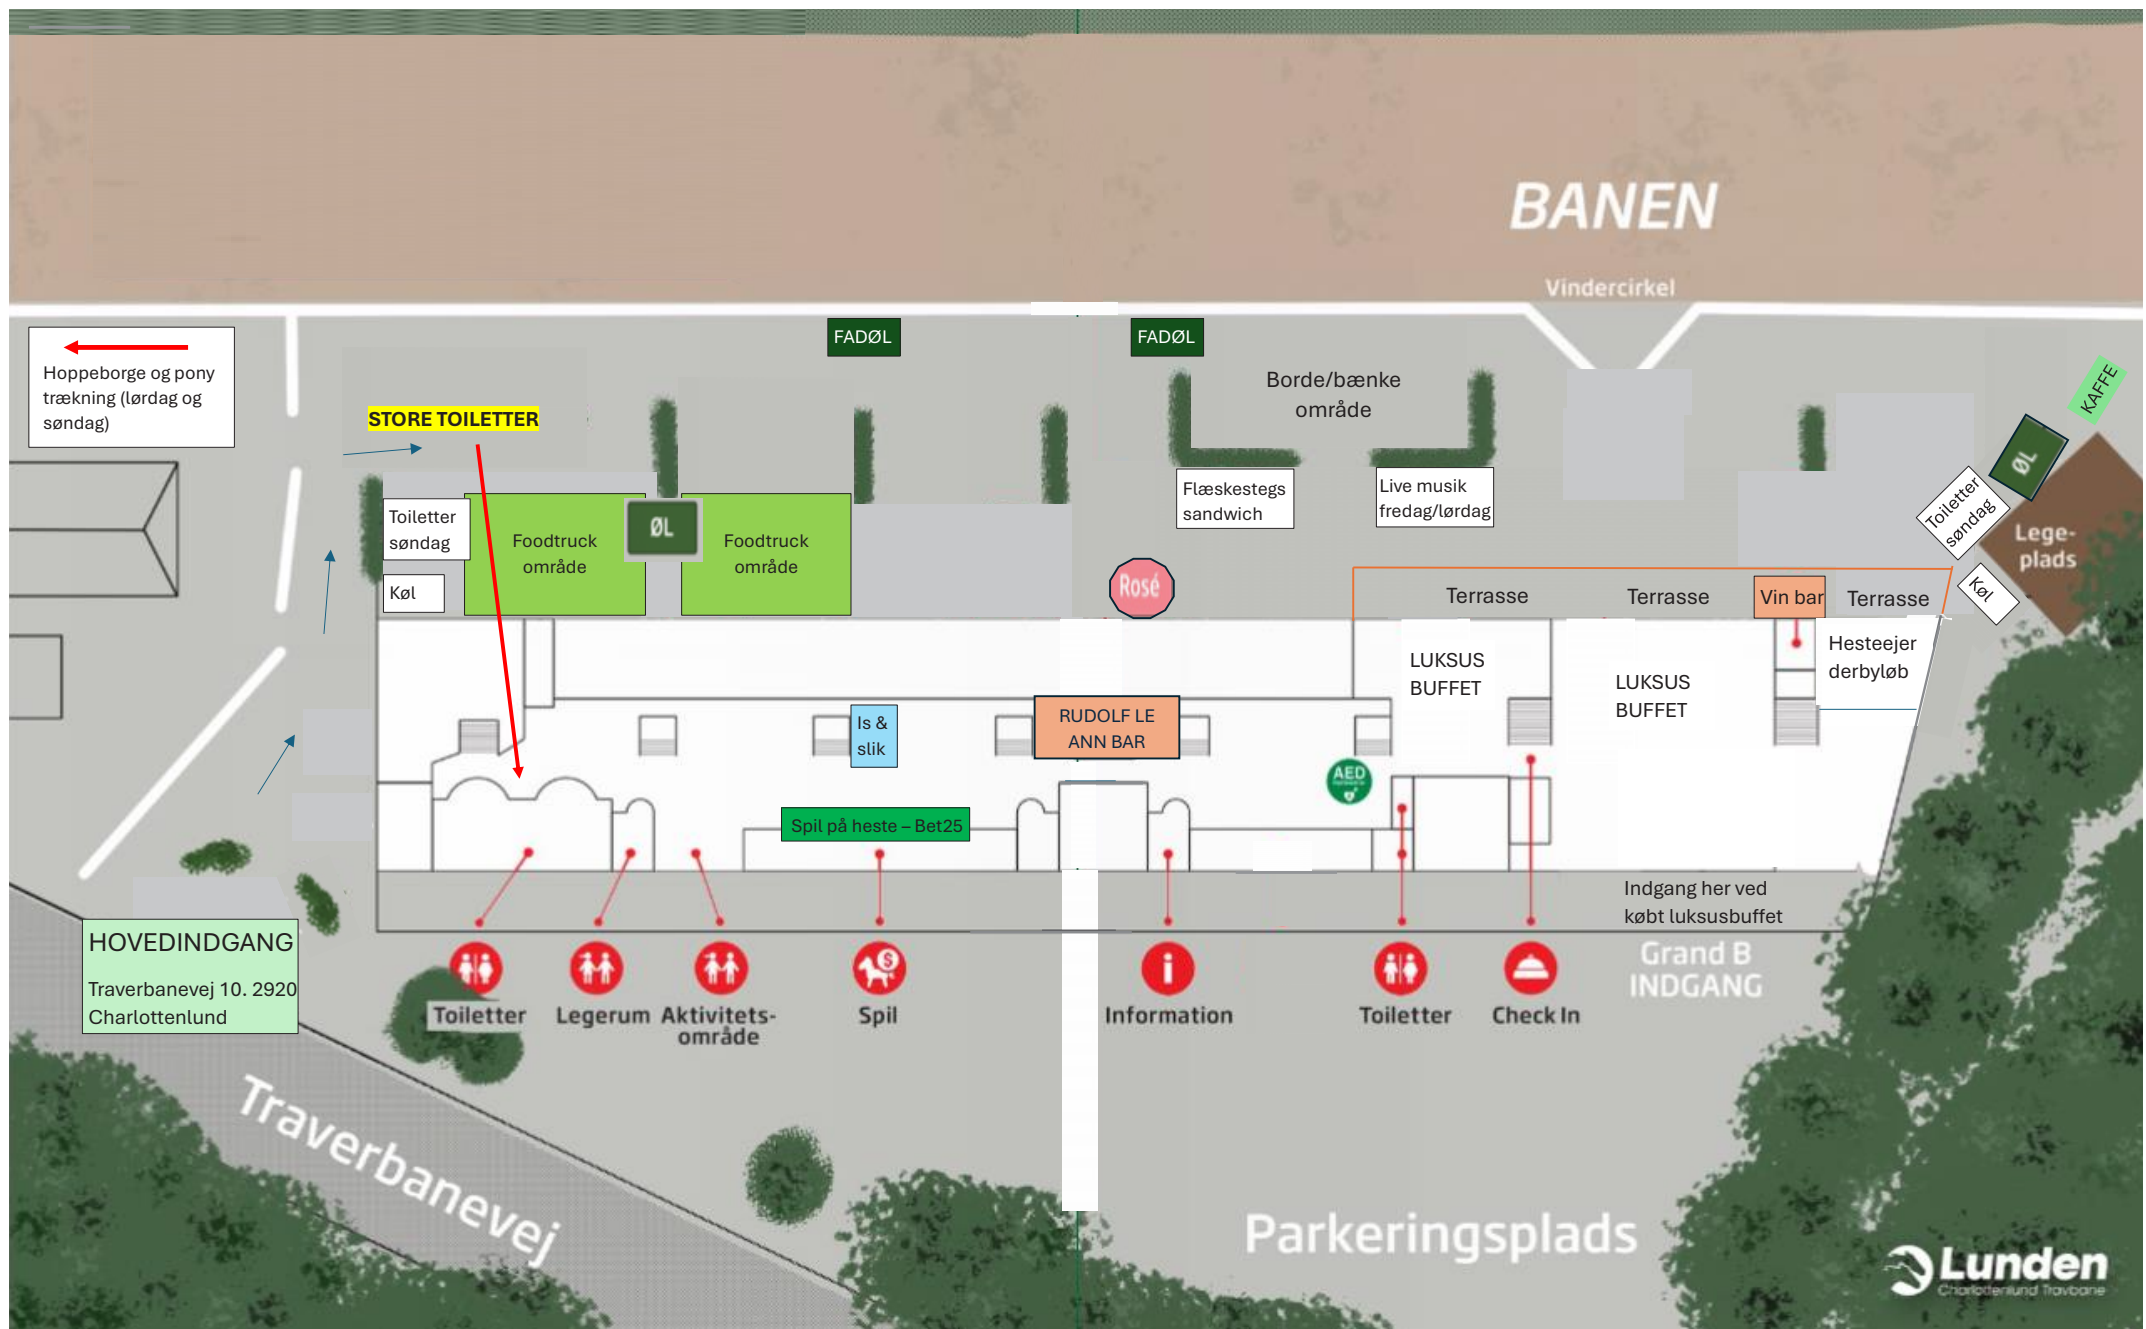 BANEN
Vindercirkel
FADØL
FADØL
Hoppeborge og pony
trækning (lørdag og
søndag)
STORE TOILETTER
Borde/bænke
område
KAFFE
ØL
Toiletter
søndag
Køl
Foodtruck
område
ØL
Foodtruck
område
Flæskestegs
sandwich
Live musik
fredag/lørdag
Toiletter
søndag
Lege-
plads
Køl
Rosé
Terrasse
Terrasse
Vin bar
Terrasse
LUKSUS
BUFFET
LUKSUS
BUFFET
Hesteejer
derbyløb
Is &
slik
RUDOLF LE
ANN BAR
AED
Spil på heste – Bet25
Indgang her ved
købt luksusbuffet
Grand B
INDGANG
HOVEDINDGANG
Traverbanevej 10. 2920
Charlottenlund
Toiletter
Legerum
Aktivitets-
område
Spil
Information
Toiletter
Check In
Traverbanevej
Parkeringsplads
Lunden
Charlottenlund Travbane